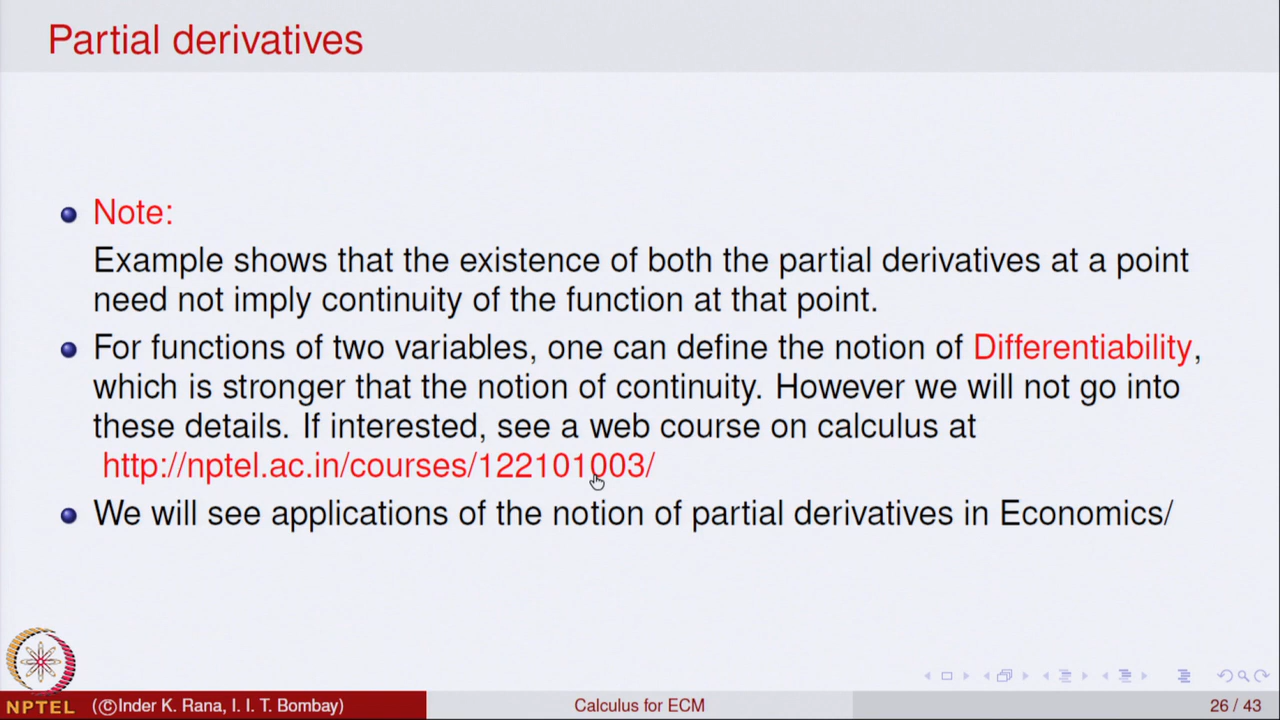 Partial derivatives
Note:
Example shows that the existence of both the partial derivatives at a point
need not imply continuity of the function at that point.
For functions of two variables, one can define the notion of Differentiability,
which is stronger that the notion of continuity. However we will not go into
these details. If interested, see a web course on calculus at
http://nptel.ac.in/courses/122101003/
We will see applications of the notion of partial derivatives in Economics/
NPTEL
(©Inder K. Rana, I. I. T. Bombay)
Calculus for ECM
26 / 43